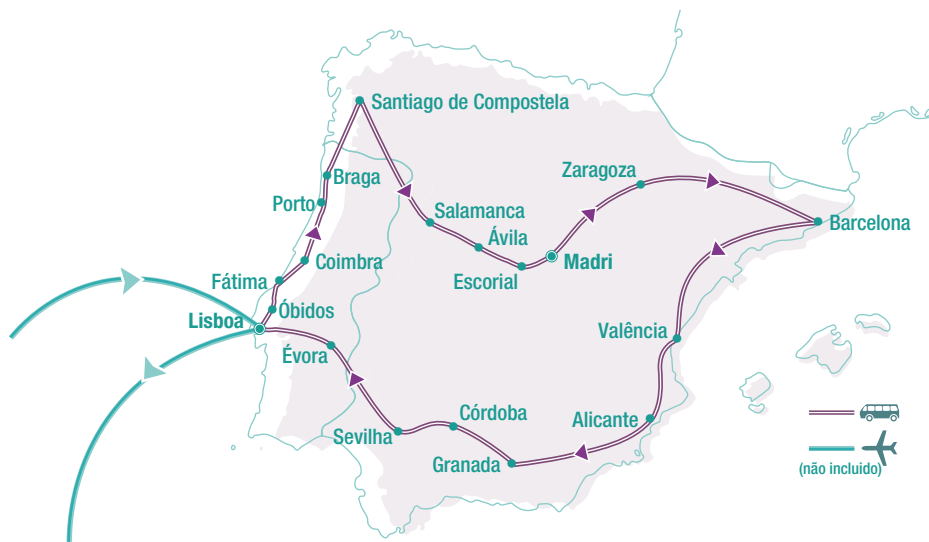 Santiago de Compostela
Braga
Zaragoza
Porto
Salamanca
Barcelona
Ávila
Coimbra
Madri
Escorial
Fátima
Óbidos
Lisboa
Valência
Évora
Córdoba
Alicante
Sevilha
Granada
(não incluido)